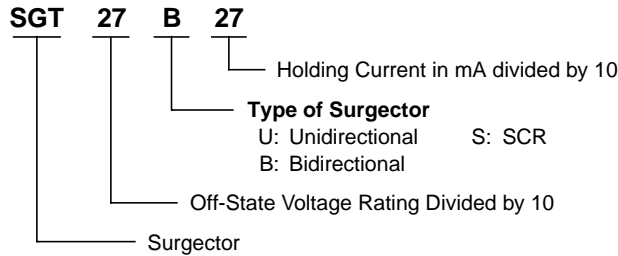 SGT 27 B 27
Holding Current in mA divided by 10
Type of Surgector
U: Unidirectional S: SCR
B: Bidirectional
Off-State Voltage Rating Divided by 10
Surgector